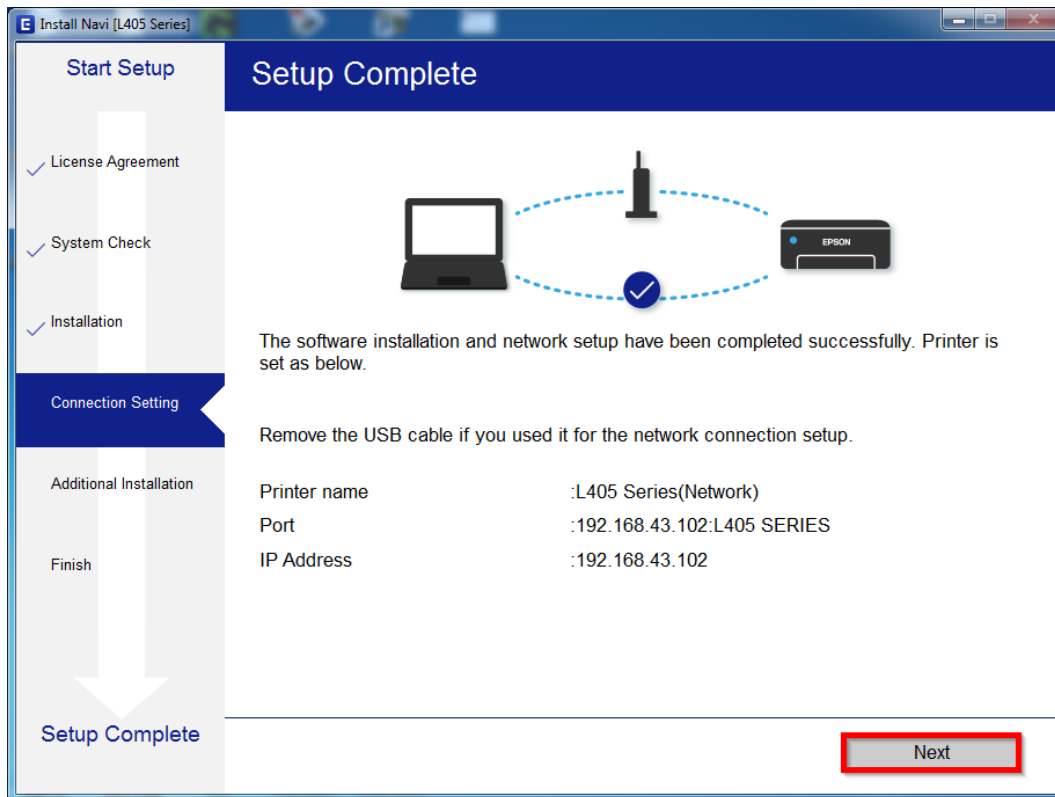 Install Navi [L405 Series]
Start Setup
License Agreement
System Check
Installation
Connection Setting
Additional Installation
Finish
Setup Complete
Setup Complete
EPSON
The software installation and network setup have been completed successfully. Printer is
set as below.
Remove the USB cable if you used it for the network connection setup.
Printer name :L405 Series(Network)
Port :192.168.43.102:L405 SERIES
IP Address :192.168.43.102
Next